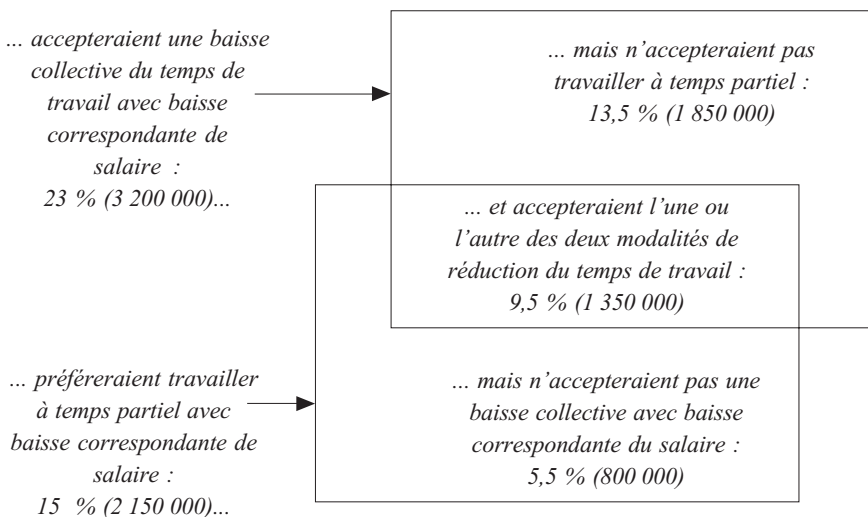 ... accepteraient une baisse
collective du temps de
travail avec baisse
correspondante de
salaire :
23 % (3 200 000)...
... mais n’accepteraient pas
travailler à temps partiel :
13,5 % (1 850 000)
... et accepteraient l’une ou
l’autre des deux modalités de
réduction du temps de travail :
9,5 % (1 350 000)
... préféreraient travailler
à temps partiel avec
baisse correspondante de
salaire :
15 % (2 150 000)...
... mais n’accepteraient pas une
baisse collective avec baisse
correspondante du salaire :
5,5 % (800 000)